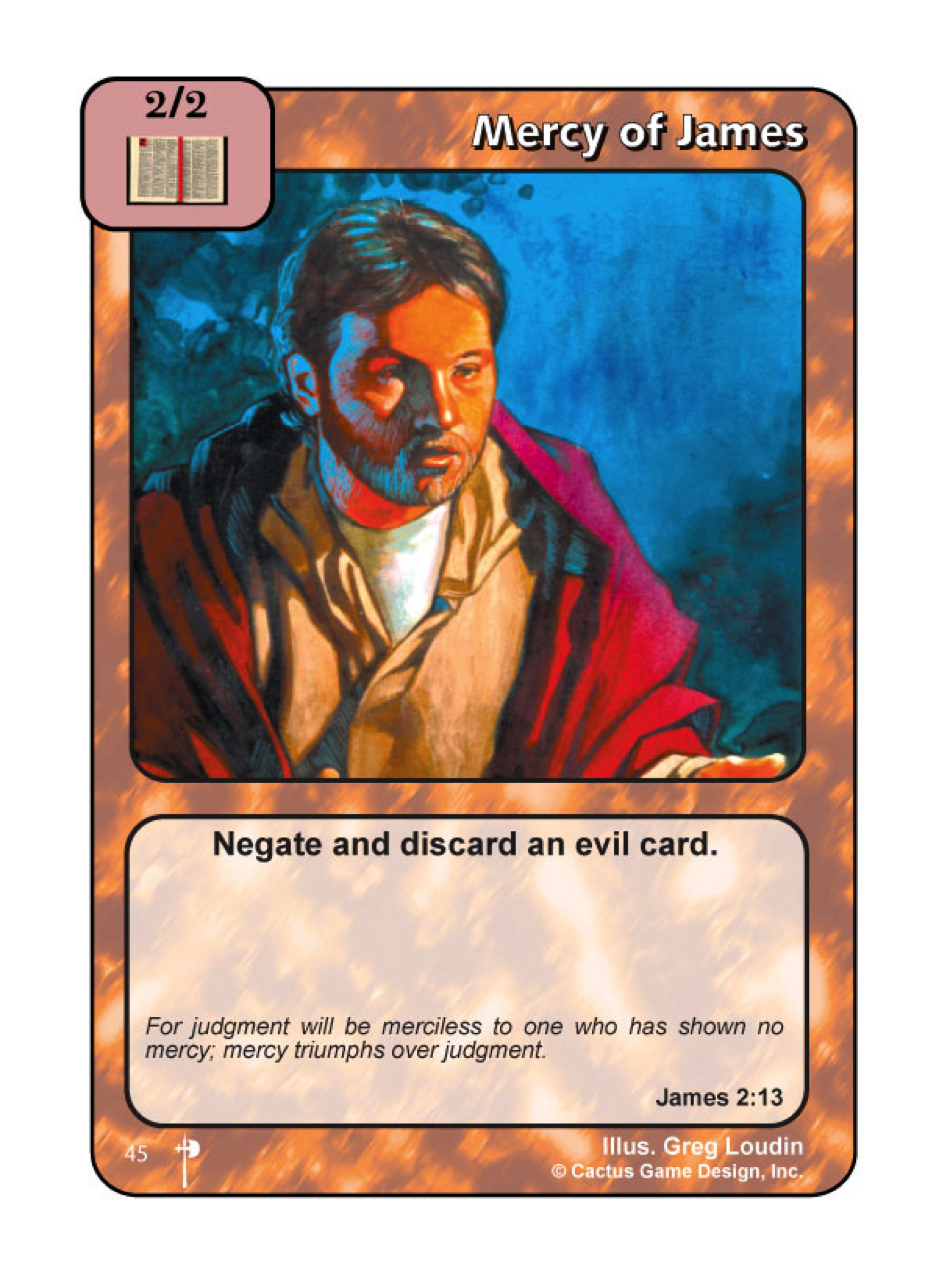 2/2
Mercy of James
Negate and discard an evil card.
For judgment will be merciless to one who has shown no
mercy; mercy triumphs over judgment.
James 2:13
45
Illus. Greg Loudin
© Cactus Game Design, Inc.